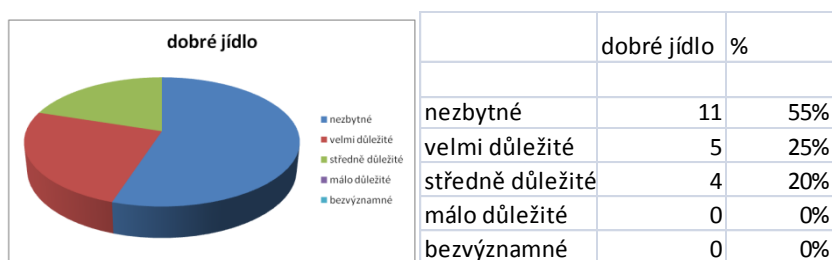 dobré jídlo
nezbytné
velmi důležité
středně důležité
málo důležité
bezvýznamné
dobré jídlo %
nezbytné 11 55%
velmi důležité 5 25%
středně důležité 4 20%
málo důležité 0 0%
bezvýznamné 0 0%